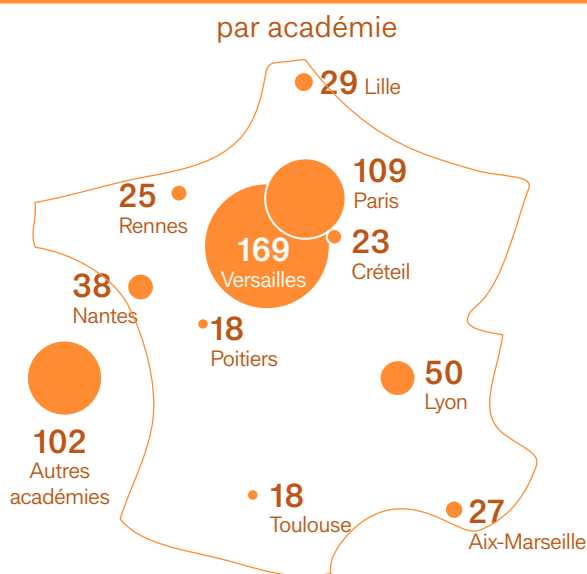 par académie
29 Lille
109
Paris
25
Rennes
169
Versailles
23
Créteil
38
Nantes
18
Poitiers
50
Lyon
102
Autres
académies
18
Toulouse
27
Aix-Marseille